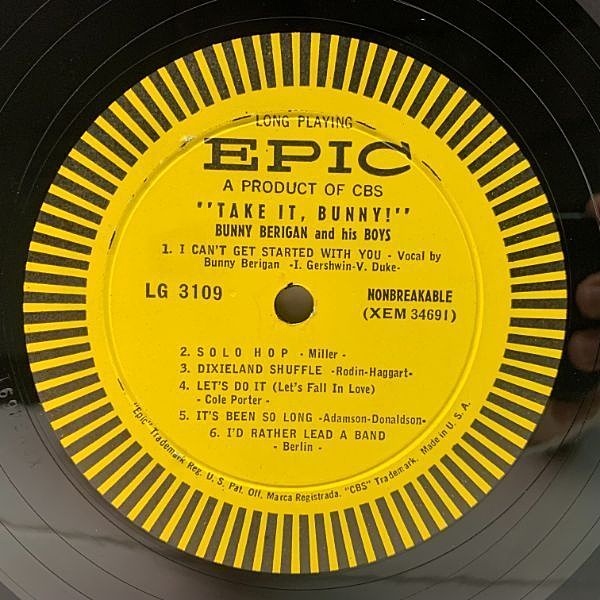 LONG PLAYING
EPIC
A PRODUCT OF CBS
"TAKE IT, BUNNY!"
BUNNY BERIGAN and his BOYS
1. I CAN'T GET STARTED WITH YOU - Vocal by
Bunny Berigan -I. Gershwin-V. Duke-
LG 3109
NONBREAKABLE
(XEM 34691)
2. SOLO HOP - Miller -
3. DIXIELAND SHUFFLE -Rodin-Haggart-
4. LET'S DO IT (Let's Fall In Love)
- Cole Porter -
5. IT'S BEEN SO LONG -Adamson-Donaldson-
6. I'D RATHER LEAD A BAND
- Berlin -
"Epic" Trademark Reg. U. S. Pat. Off. Marca Registrada. "CBS" Trademark. Made in U. S. A.